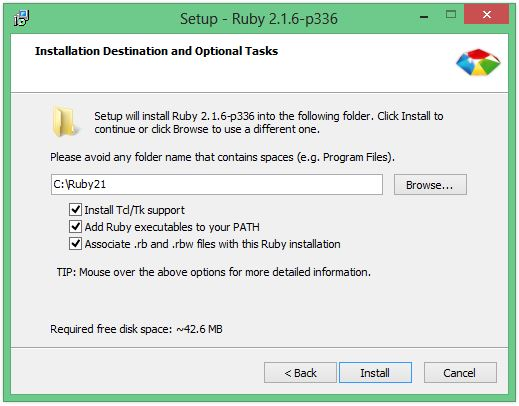 Setup - Ruby 2.1.6-p336
Installation Destination and Optional Tasks
Setup will install Ruby 2.1.6-p336 into the following folder. Click Install to
continue or click Browse to use a different one.
Please avoid any folder name that contains spaces (e.g. Program Files).
C:\Ruby21
Browse...
Install Tcl/Tk support
Add Ruby executables to your PATH
Associate .rb and .rbw files with this Ruby installation
TIP: Mouse over the above options for more detailed information.
Required free disk space: ~42.6 MB
< Back Install Cancel